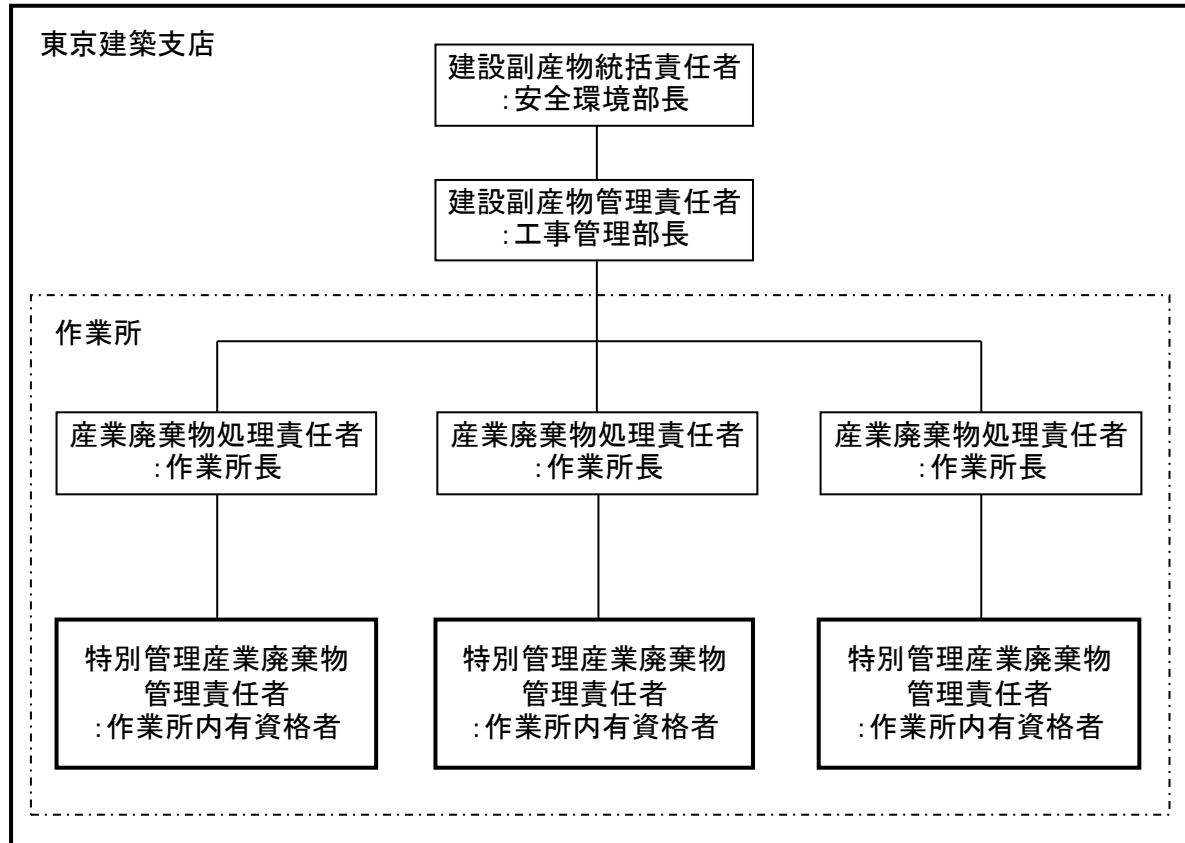 東京建築支店
建設副産物統括責任者
:安全環境部長
建設副産物管理責任者
:工事管理部長
作業所
産業廃棄物処理責任者
:作業所長
産業廃棄物処理責任者
:作業所長
産業廃棄物処理責任者
:作業所長
特別管理産業廃棄物
管理責任者
:作業所内有資格者
特別管理産業廃棄物
管理責任者
:作業所内有資格者
特別管理産業廃棄物
管理責任者
:作業所内有資格者